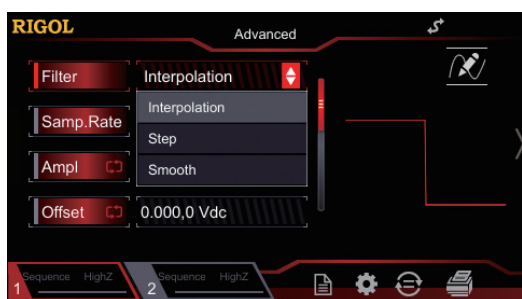 RIGOL
Advanced
Filter
Interpolation
Interpolation
Samp.Rate
Step
Ampl
Smooth
Offset
0.000,0 Vdc
1
Sequence HighZ
2
Sequence HighZ